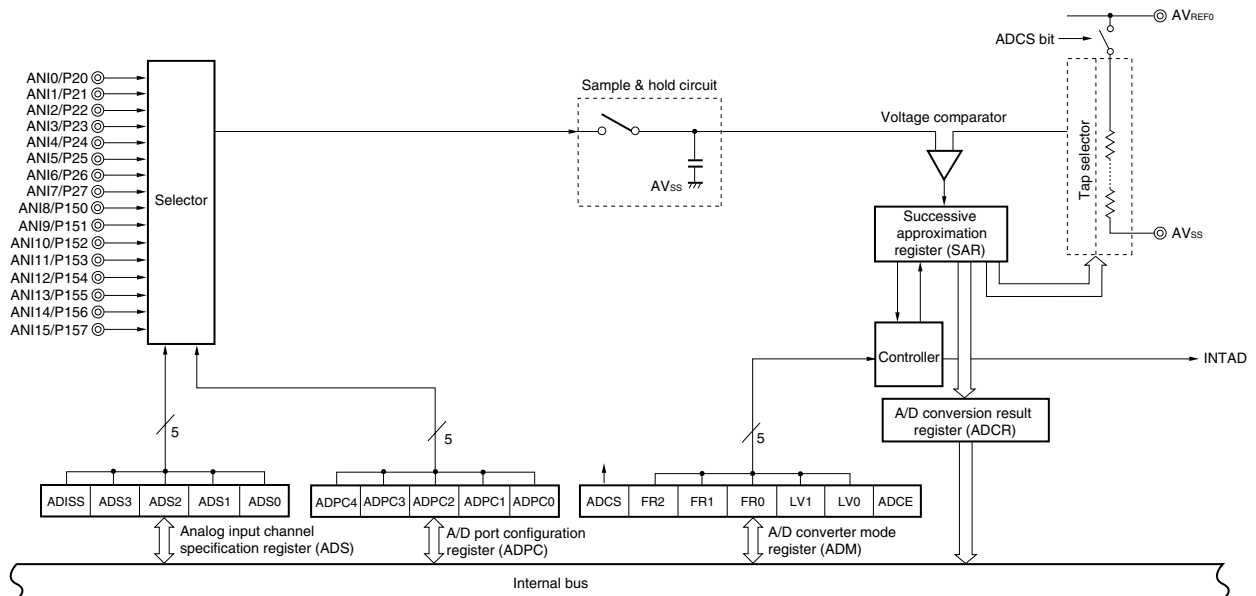 AVREF0
ADCS bit
ANI0/P20
ANI1/P21
ANI2/P22
ANI3/P23
ANI4/P24
ANI5/P25
ANI6/P26
ANI7/P27
ANI8/P150
ANI9/P151
ANI10/P152
ANI11/P153
ANI12/P154
ANI13/P155
ANI14/P156
ANI15/P157
Selector
Sample & hold circuit
AVSS
Voltage comparator
Tap selector
AVSS
Successive
approximation
register (SAR)
Controller
INTAD
A/D conversion result
register (ADCR)
5
5
5
ADISS ADS3 ADS2 ADS1 ADS0
ADPC4 ADPC3 ADPC2 ADPC1 ADPC0
ADCS FR2 FR1 FR0 LV1 LV0 ADCE
Analog input channel
specification register (ADS)
A/D port configuration
register (ADPC)
A/D converter mode
register (ADM)
Internal bus